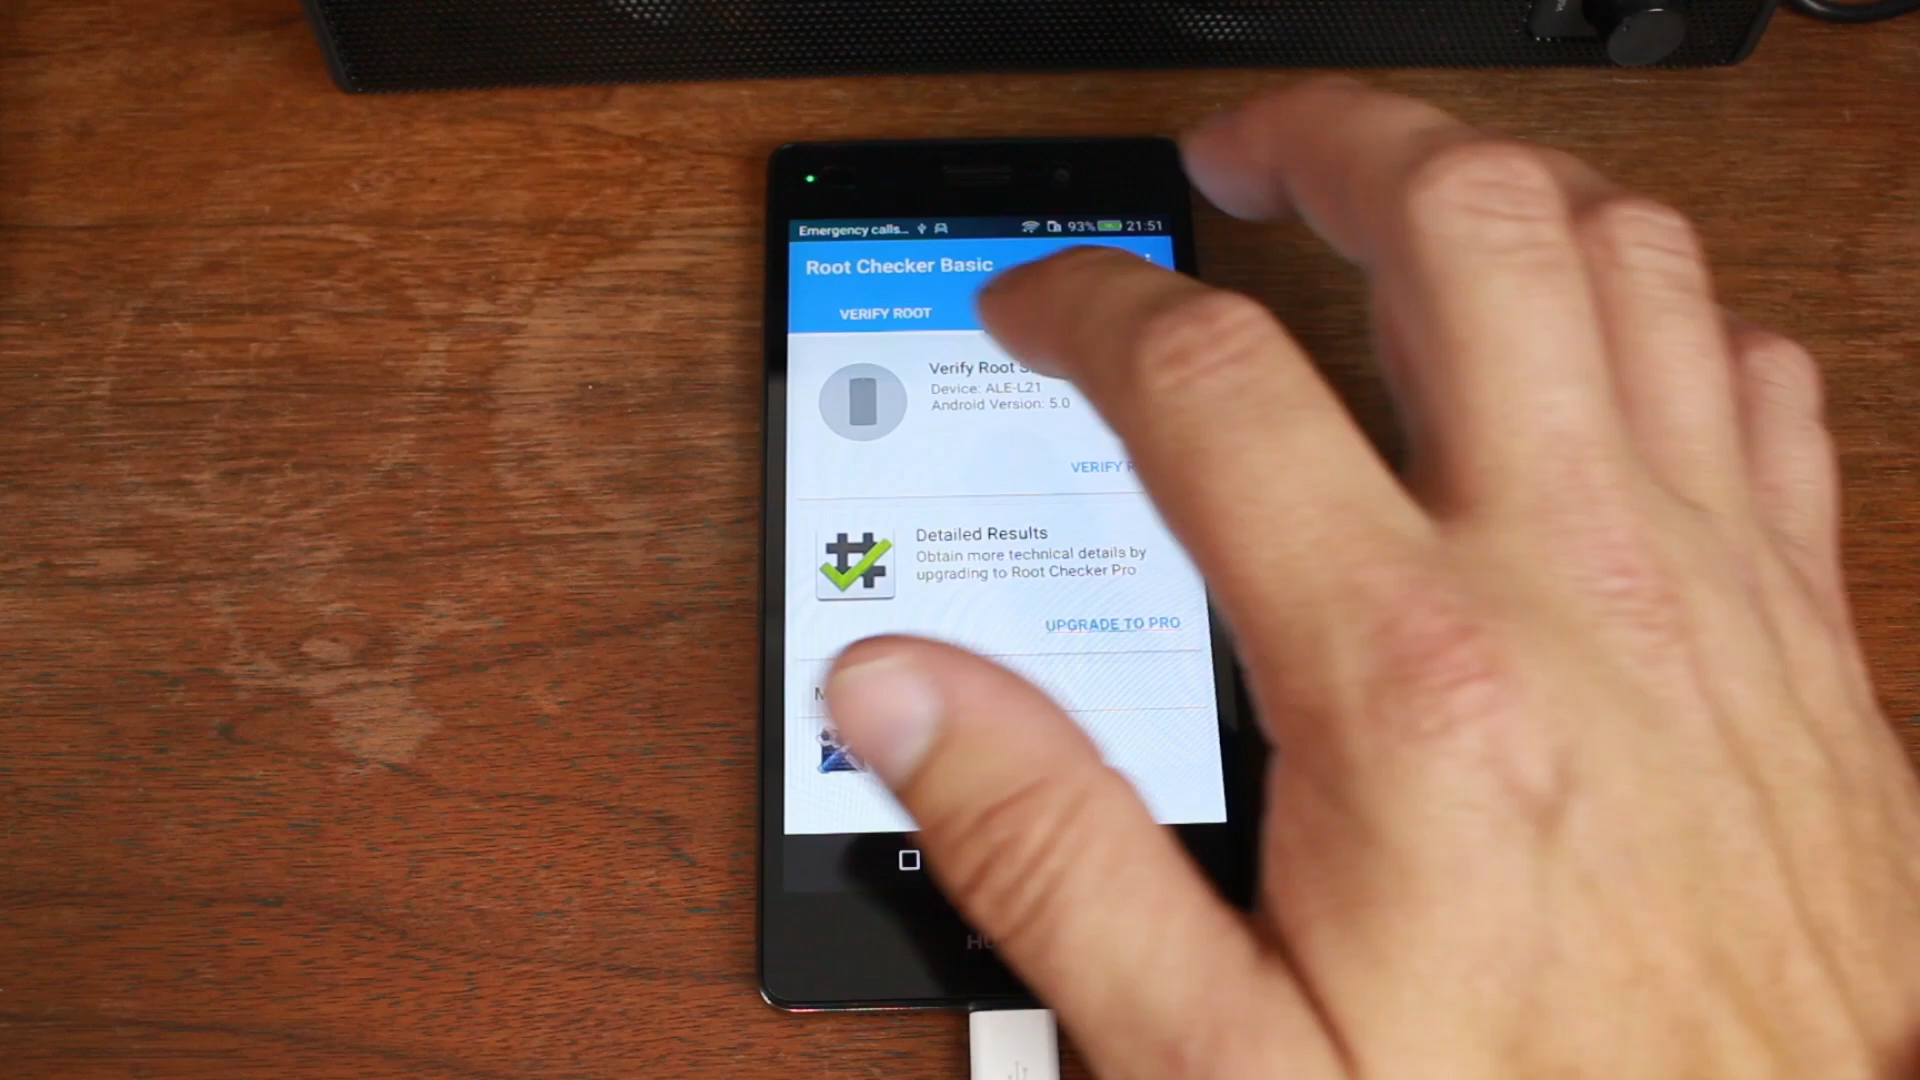 Emergency calls... 93% 21:51
Root Checker Basic
VERIFY ROOT
Verify Root
Device: ALE-L21
Android Version: 5.0
VERIFY
Detailed Results
Obtain more technical details by
upgrading to Root Checker Pro
UPGRADE TO PRO